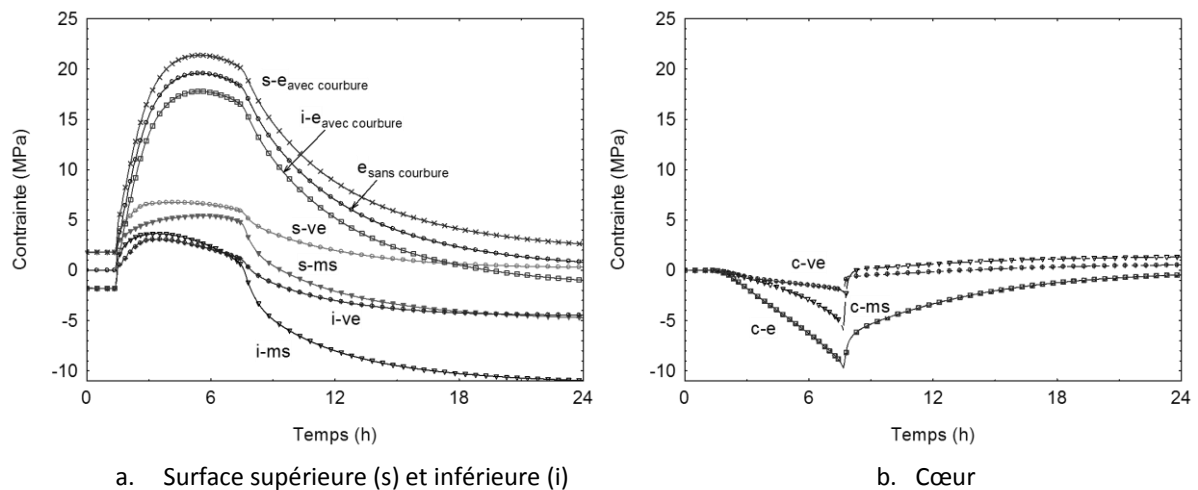 25
20
15
10
5
0
-5
-10
Contrainte (MPa)
s-e avec courbure
i-e avec courbure
e sans courbure
s-ve
s-ms
i-ve
i-ms
0 6 12 18 24
Temps (h)
a. Surface supérieure (s) et inférieure (i)
25
20
15
10
5
0
-5
-10
Contrainte (MPa)
c-ve
c-ms
c-e
0 6 12 18 24
Temps (h)
b. Cœur